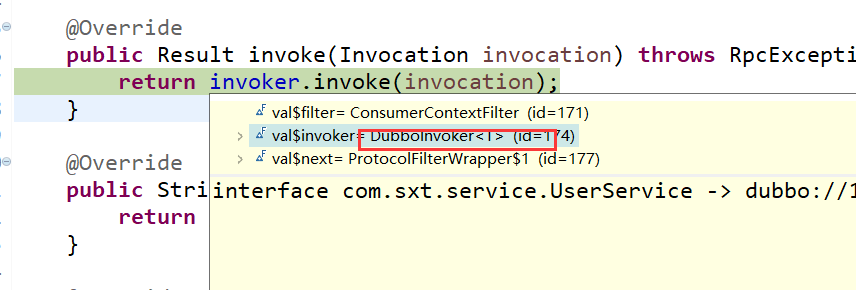 @Override
public Result invoke(Invocation invocation) throws RpcExcepti
return invoker.invoke(invocation);
}
val$filter= ConsumerContextFilter (id=171)
val$invoker= DubboInvoker<T> (id=174)
val$next= ProtocolFilterWrapper$1 (id=177)
@Override
public Stri
interface com.sxt.service.UserService -> dubbo://1
return
}